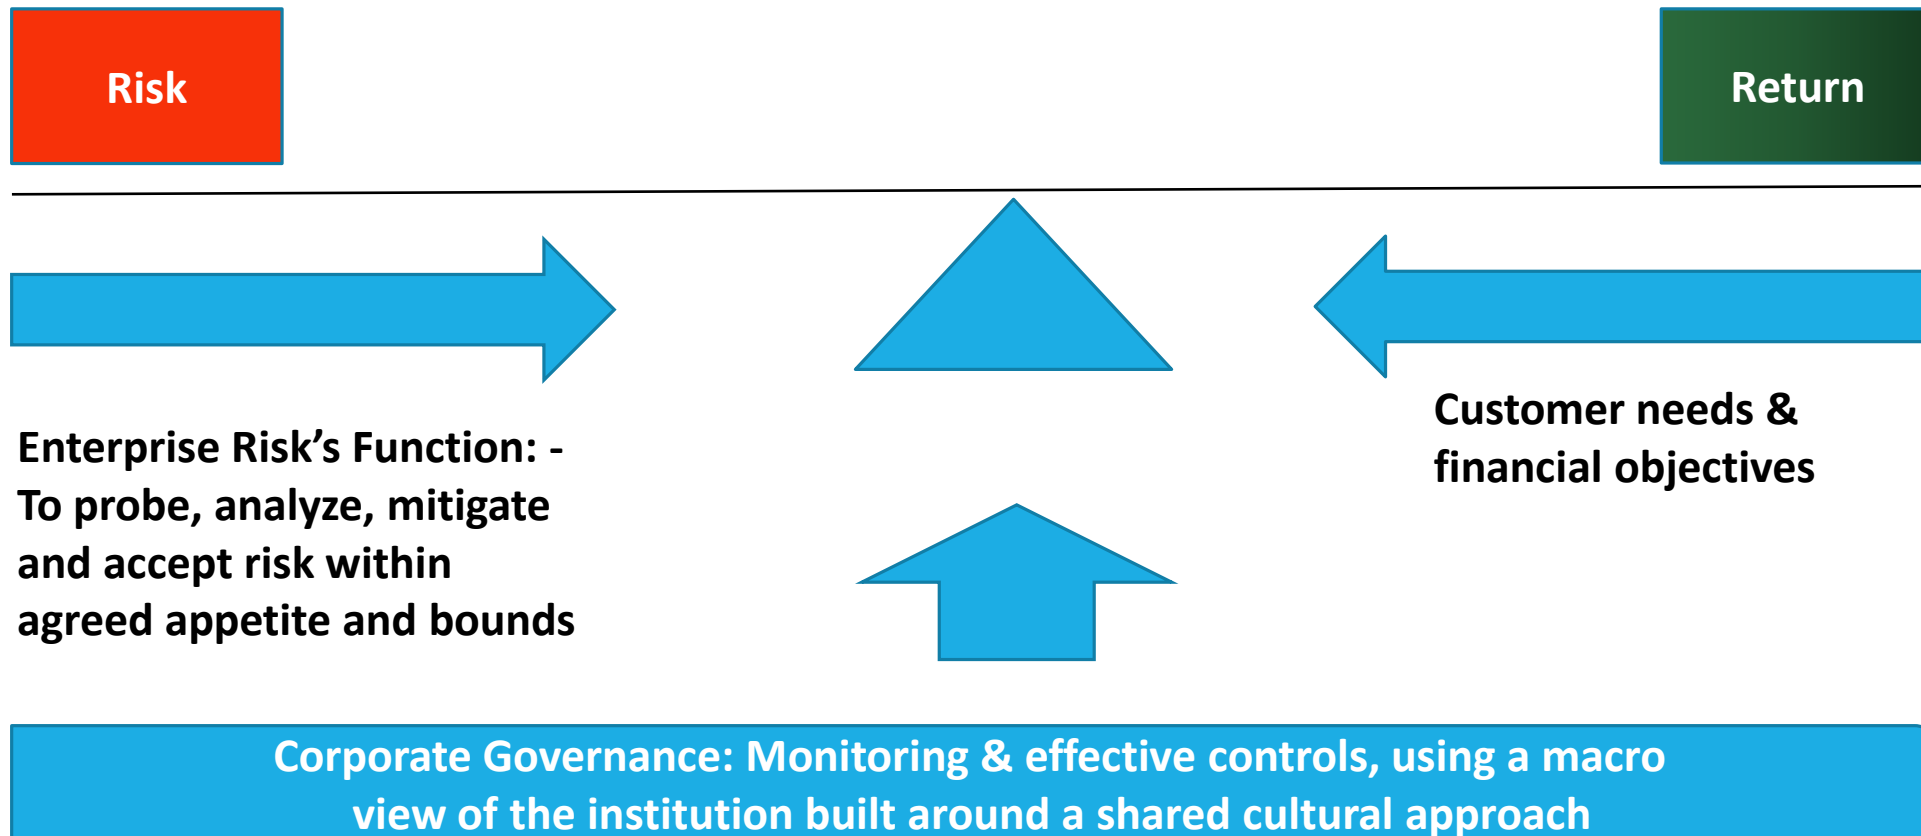 Risk
Return
Enterprise Risk’s Function: -
To probe, analyze, mitigate
and accept risk within
agreed appetite and bounds
Customer needs &
financial objectives
Corporate Governance: Monitoring & effective controls, using a macro
view of the institution built around a shared cultural approach